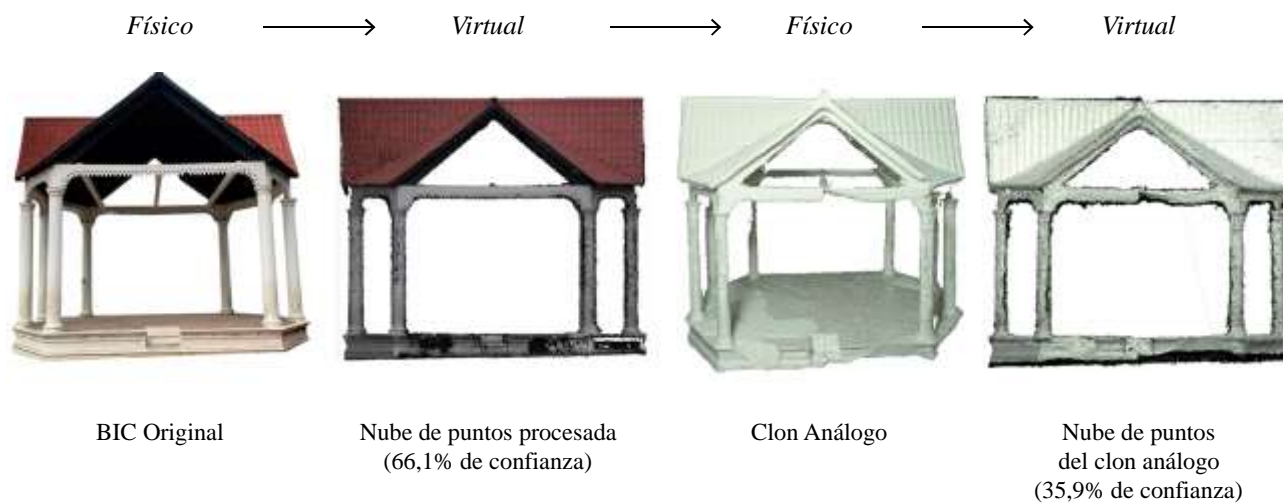 Físico Virtual Físico Virtual
BIC Original Nube de puntos procesada Clon Análogo Nube de puntos
(66,1% de confianza) del clon análogo
(35,9% de confianza)